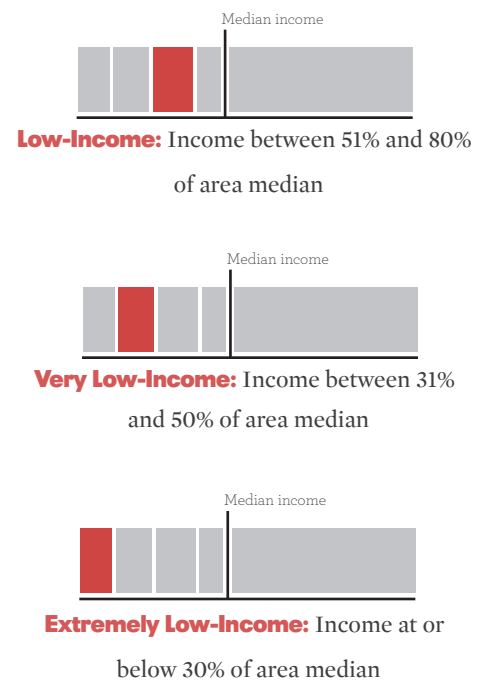 Median income
Low-Income: Income between 51% and 80%
of area median
Median income
Very Low-Income: Income between 31%
and 50% of area median
Median income
Extremely Low-Income: Income at or
below 30% of area median